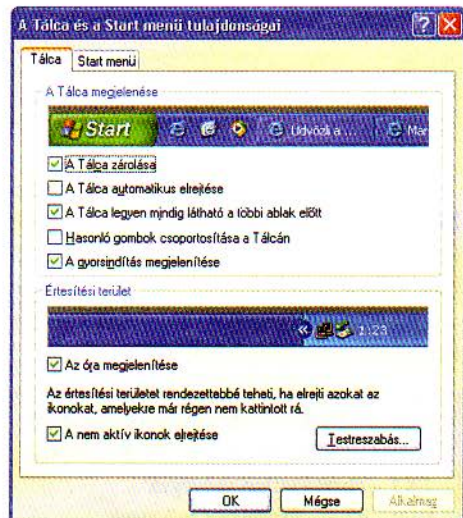 A Tálca és a Start menü tulajdonságai
Tálca Start menü
A Tálca megjelenése
Start Üdvözli a ... Mar
A Tálca zárolása
A Tálca automatikus elrejtése
A Tálca legyen mindig látható a többi ablak előtt
Hasonló gombok csoportosítása a Tálcán
A gyorsindítás megjelenítése
Értesítési terület
1:23
Az óra megjelenítése
Az értesítési területet rendezettebbé teheti, ha elrejti azokat az
ikonokat, amelyekre már régen nem kattintott rá.
A nem aktív ikonok elrejtése Testreszabás...
OK Mégse Alkalmaz